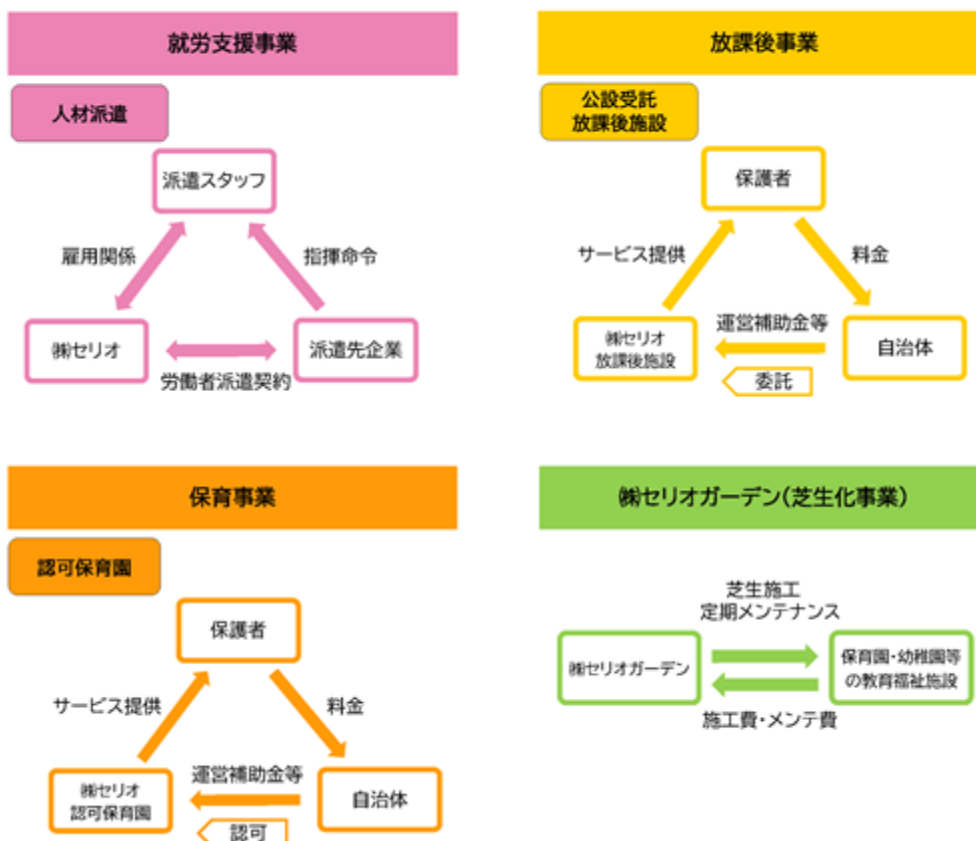 就労支援事業
人材派遣
派遣スタッフ
雇用関係
指揮命令
㈱セリオ
派遣先企業
労働者派遣契約
放課後事業
公設受託
放課後施設
保護者
サービス提供
料金
運営補助金等
㈱セリオ
放課後施設
自治体
委託
保育事業
認可保育園
保護者
サービス提供
料金
運営補助金等
㈱セリオ
認可保育園
自治体
認可
㈱セリオガーデン(芝生化事業)
芝生施工
定期メンテナンス
㈱セリオガーデン
保育園・幼稚園等
の教育福祉施設
施工費・メンテ費